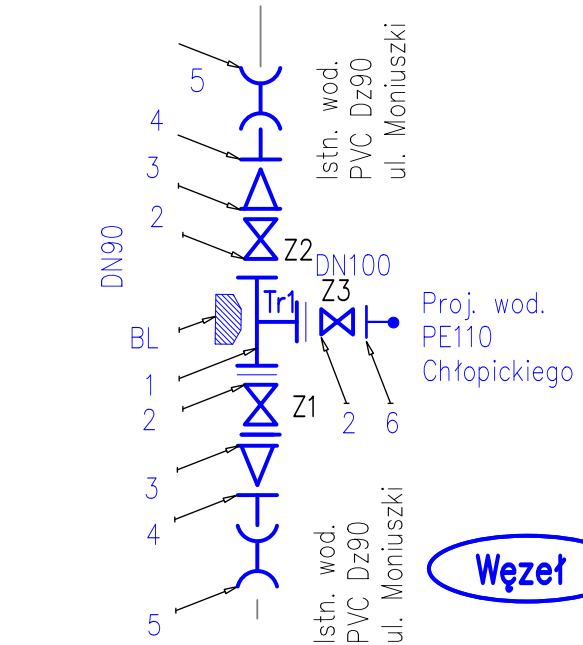 5
4
3
2
Istn. wod.
PVC Dz90
ul. Moniuszki
DN90
Z2
DN100
Tr1
Z3
BL
Proj. wod.
PE110
Chłopickiego
1
2
Z1
2
6
3
4
5
Istn. wod.
PVC Dz90
ul. Moniuszki
Węzeł